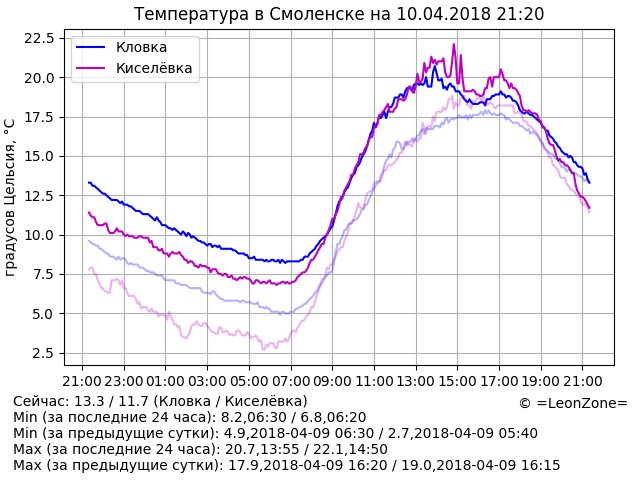 Температура в Смоленске на 10.04.2018 21:20
градусов Цельсия, °C
22.5
20.0
17.5
15.0
12.5
10.0
7.5
5.0
2.5
Кловка
Киселёвка
21:00 23:00 01:00 03:00 05:00 07:00 09:00 11:00 13:00 15:00 17:00 19:00 21:00
Сейчас: 13.3 / 11.7 (Кловка / Киселёвка)
© =LeonZone=
Min (за последние 24 часа): 8.2,06:30 / 6.8,06:20
Min (за предыдущие сутки): 4.9,2018-04-09 06:30 / 2.7,2018-04-09 05:40
Max (за последние 24 часа): 20.7,13:55 / 22.1,14:50
Max (за предыдущие сутки): 17.9,2018-04-09 16:20 / 19.0,2018-04-09 16:15